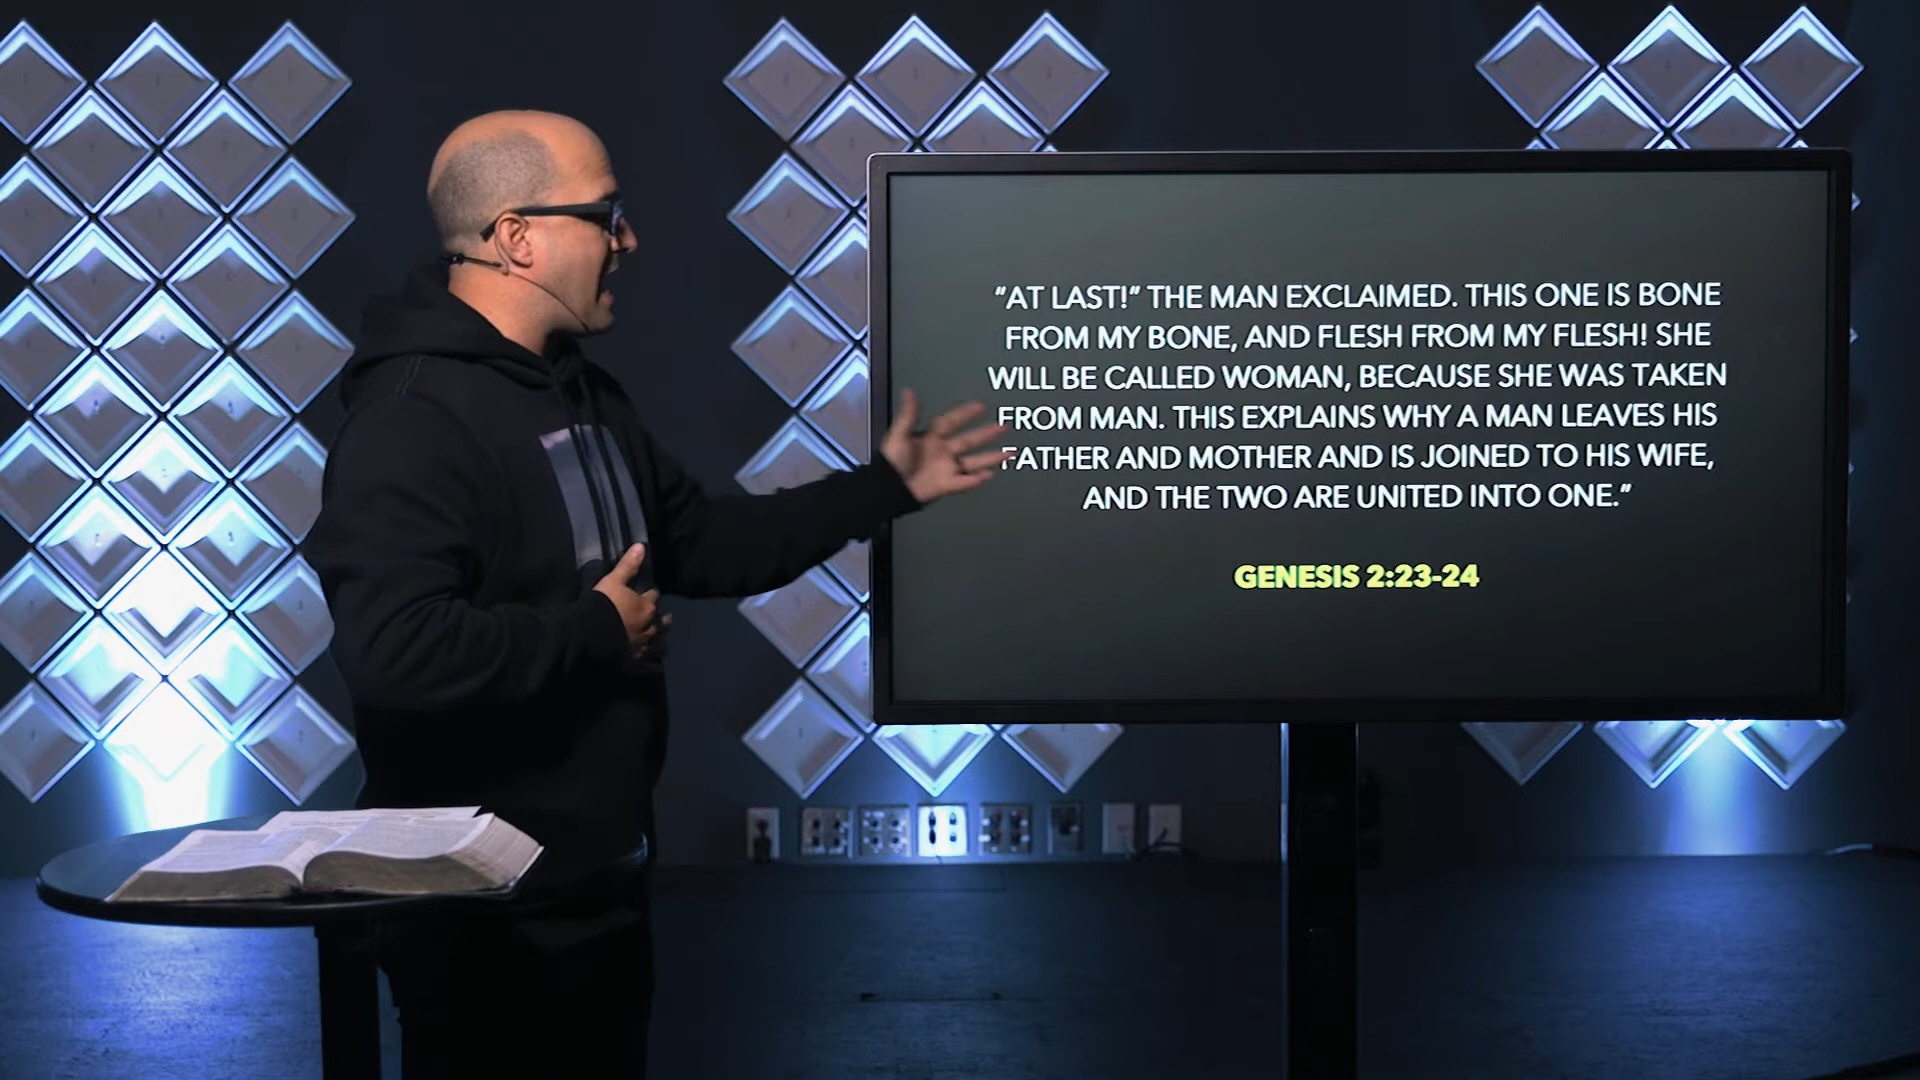 "AT LAST!" THE MAN EXCLAIMED. THIS ONE IS BONE
FROM MY BONE, AND FLESH FROM MY FLESH! SHE
WILL BE CALLED WOMAN, BECAUSE SHE WAS TAKEN
FROM MAN. THIS EXPLAINS WHY A MAN LEAVES HIS
FATHER AND MOTHER AND IS JOINED TO HIS WIFE,
AND THE TWO ARE UNITED INTO ONE."
GENESIS 2:23-24